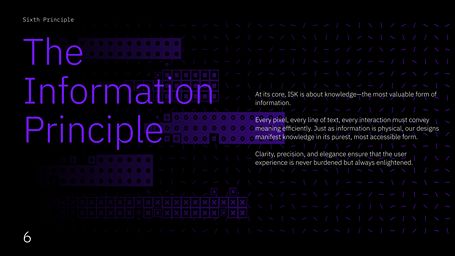 Sixth Principle
The
Information
Principle
At its core, ISK is about knowledge—the most valuable form of
information.
Every pixel, every line of text, every interaction must convey
meaning efficiently. Just as information is physical, our designs
manifest knowledge in its purest, most accessible form.
Clarity, precision, and elegance ensure that the user
experience is never burdened but always enlightened.
6